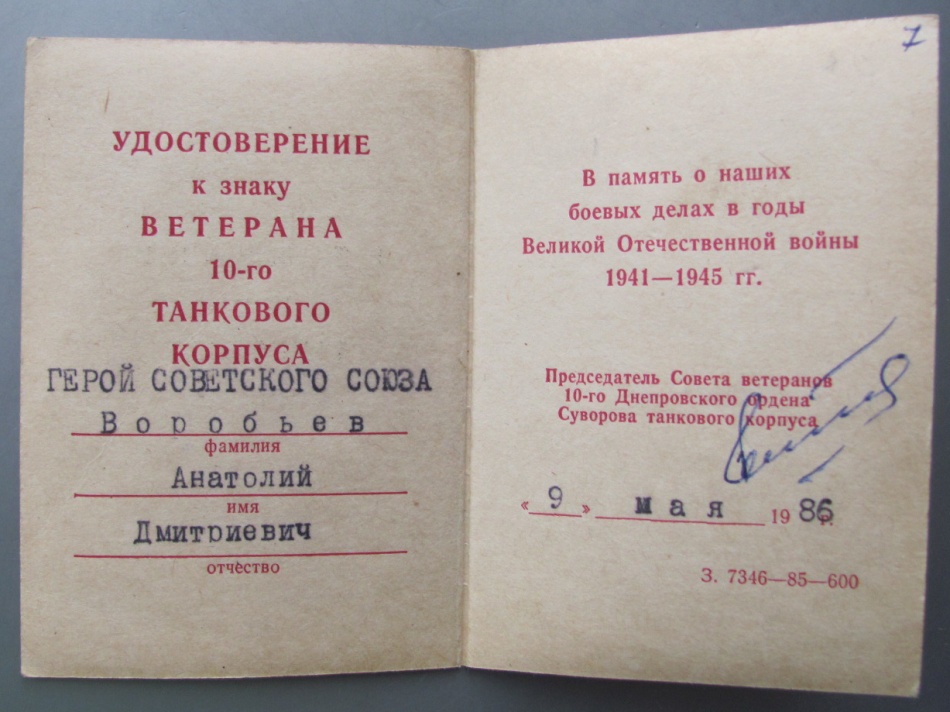 УДОСТОВЕРЕНИЕ
к знаку
ВЕТЕРАНА
10-го
ТАНКОВОГО
КОРПУСА
ГЕРОЙ СОВЕТСКОГО СОЮЗА
Воробьев
фамилия
Анатолий
имя
Дмитриевич
отчество
7
В память о наших
боевых делах в годы
Великой Отечественной войны
1941—1945 гг.
Председатель Совета ветеранов
10-го Днепровского ордена
Суворова танкового корпуса
«9» мая 1986 г.
З. 7346—85—600